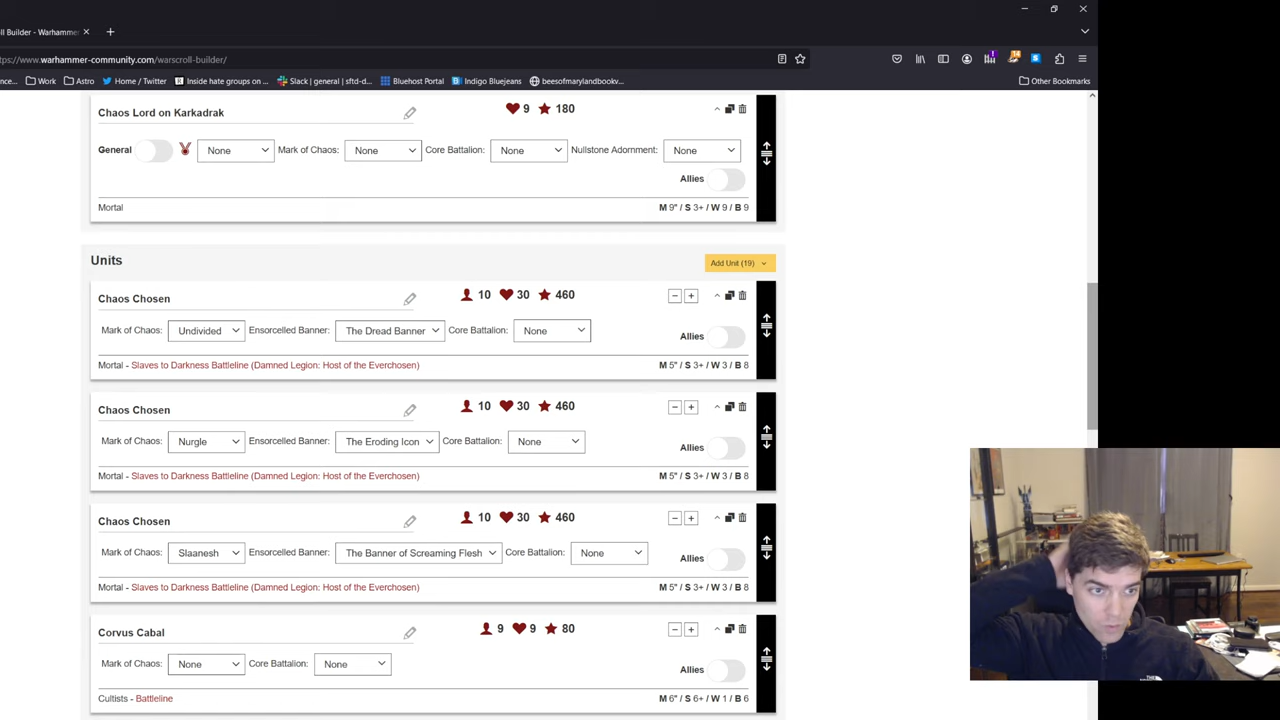 ll Builder - Warhammer
tps://www.warhammer-community.com/warscroll-builder/
nce...
Work
Astro
Home / Twitter
Inside hate groups on ...
Slack | general | sftd-d...
Bluehost Portal
Indigo Bluejeans
beesofmarylandbookv...
Other Bookmarks
Chaos Lord on Karkadrak 9 180
General None Mark of Chaos: None Core Battalion: None Nullstone Adornment: None
Allies
Mortal M 9" / S 3+ / W 9 / B 9
Units Add Unit (19)
Chaos Chosen 10 30 460
Mark of Chaos: Undivided Ensorcelled Banner: The Dread Banner Core Battalion: None
Allies
Mortal - Slaves to Darkness Battleline (Damned Legion: Host of the Everchosen) M 5" / S 3+ / W 3 / B 8
Chaos Chosen 10 30 460
Mark of Chaos: Nurgle Ensorcelled Banner: The Eroding Icon Core Battalion: None
Allies
Mortal - Slaves to Darkness Battleline (Damned Legion: Host of the Everchosen) M 5" / S 3+ / W 3 / B 8
Chaos Chosen 10 30 460
Mark of Chaos: Slaanesh Ensorcelled Banner: The Banner of Screaming Flesh Core Battalion: None
Allies
Mortal - Slaves to Darkness Battleline (Damned Legion: Host of the Everchosen) M 5" / S 3+ / W 3 / B 8
Corvus Cabal 9 9 80
Mark of Chaos: None Core Battalion: None
Allies
Cultists - Battleline M 6" / S 6+ / W 1 / B 6